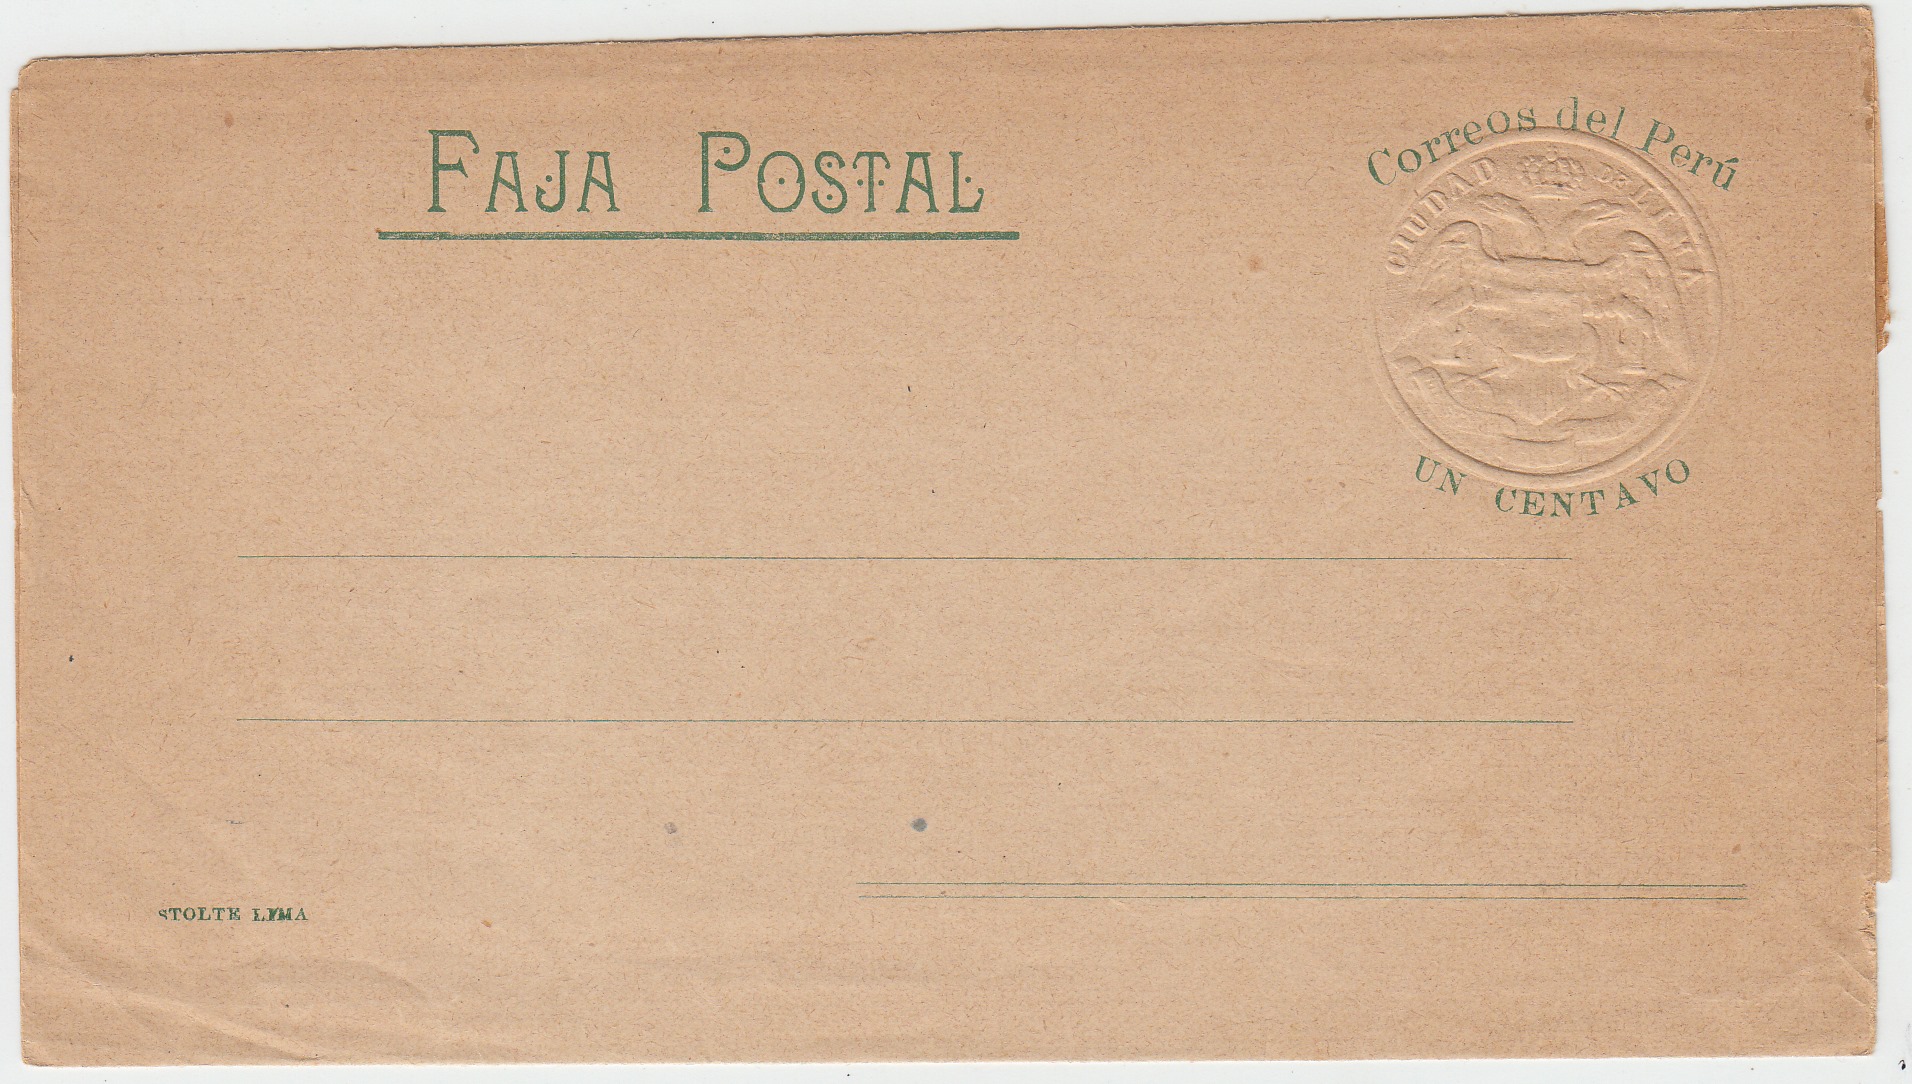 FAJA POSTAL
Correos del Perú
CIUDAD DE LIMA
UN CENTAVO
STOLTE LIMA